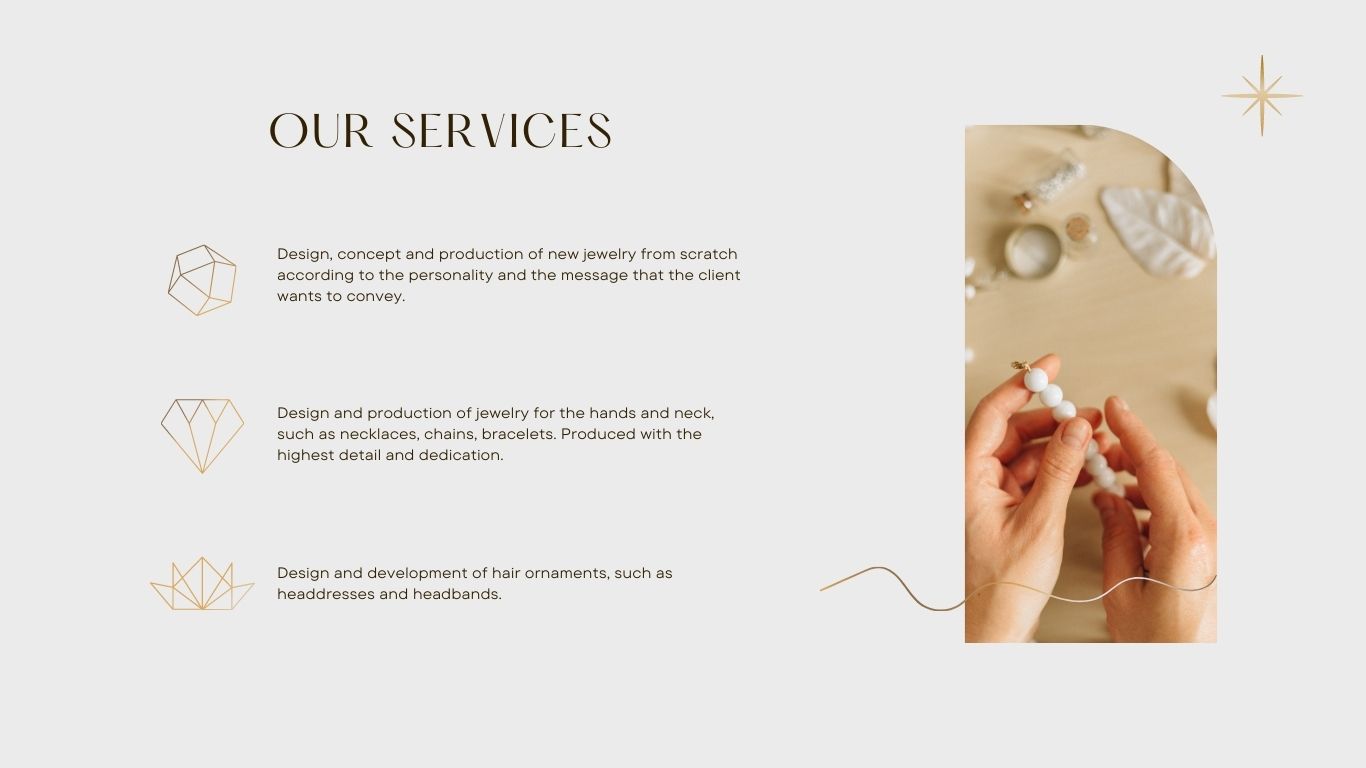 OUR SERVICES
Design, concept and production of new jewelry from scratch
according to the personality and the message that the client
wants to convey.
Design and production of jewelry for the hands and neck,
such as necklaces, chains, bracelets. Produced with the
highest detail and dedication.
Design and development of hair ornaments, such as
headdresses and headbands.